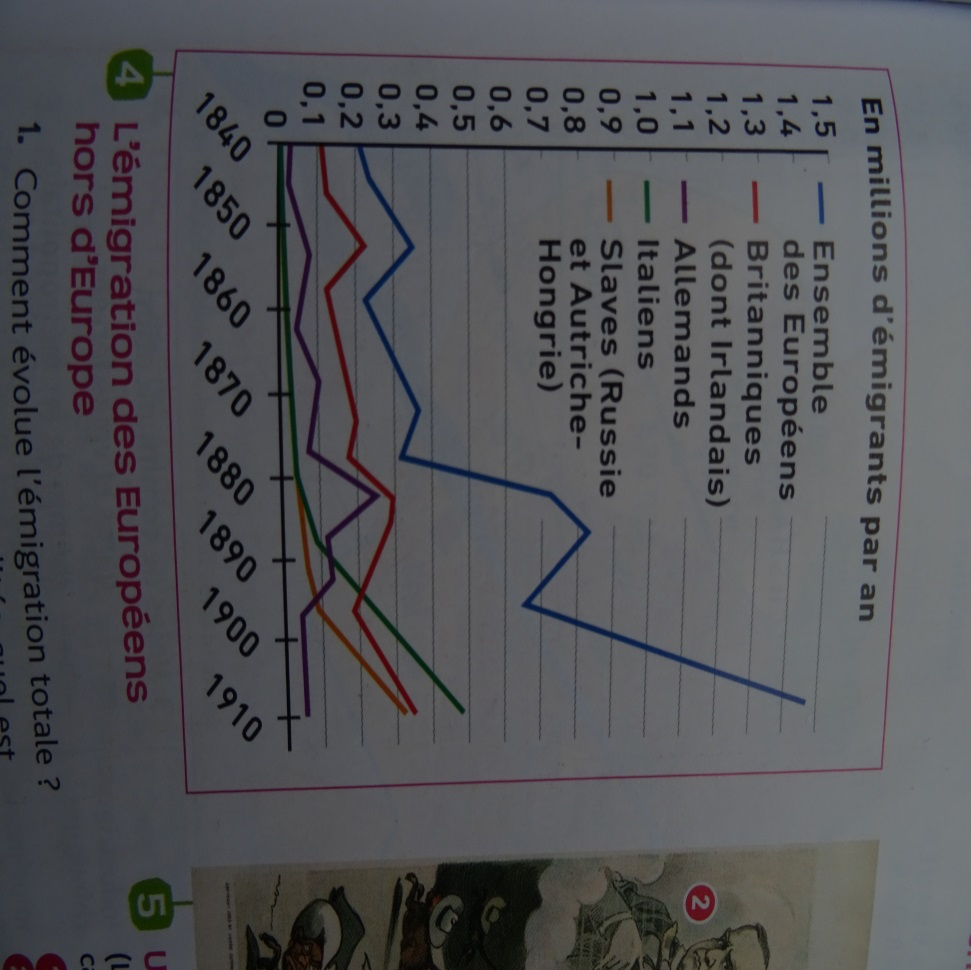 En millions d'émigrants par an
1,5
1,4
1,3
1,2
1,1
1,0
0,9
0,8
0,7
0,6
0,5
0,4
0,3
0,2
0,1
0
Ensemble
des Européens
Britanniques
(dont Irlandais)
Allemands
Italiens
Slaves (Russie
et Autriche-
Hongrie)
1840 1850 1860 1870 1880 1890 1900 1910
4 L'émigration des Européens
hors d'Europe
1. Comment évolue l'émigration totale ?
est
2
5